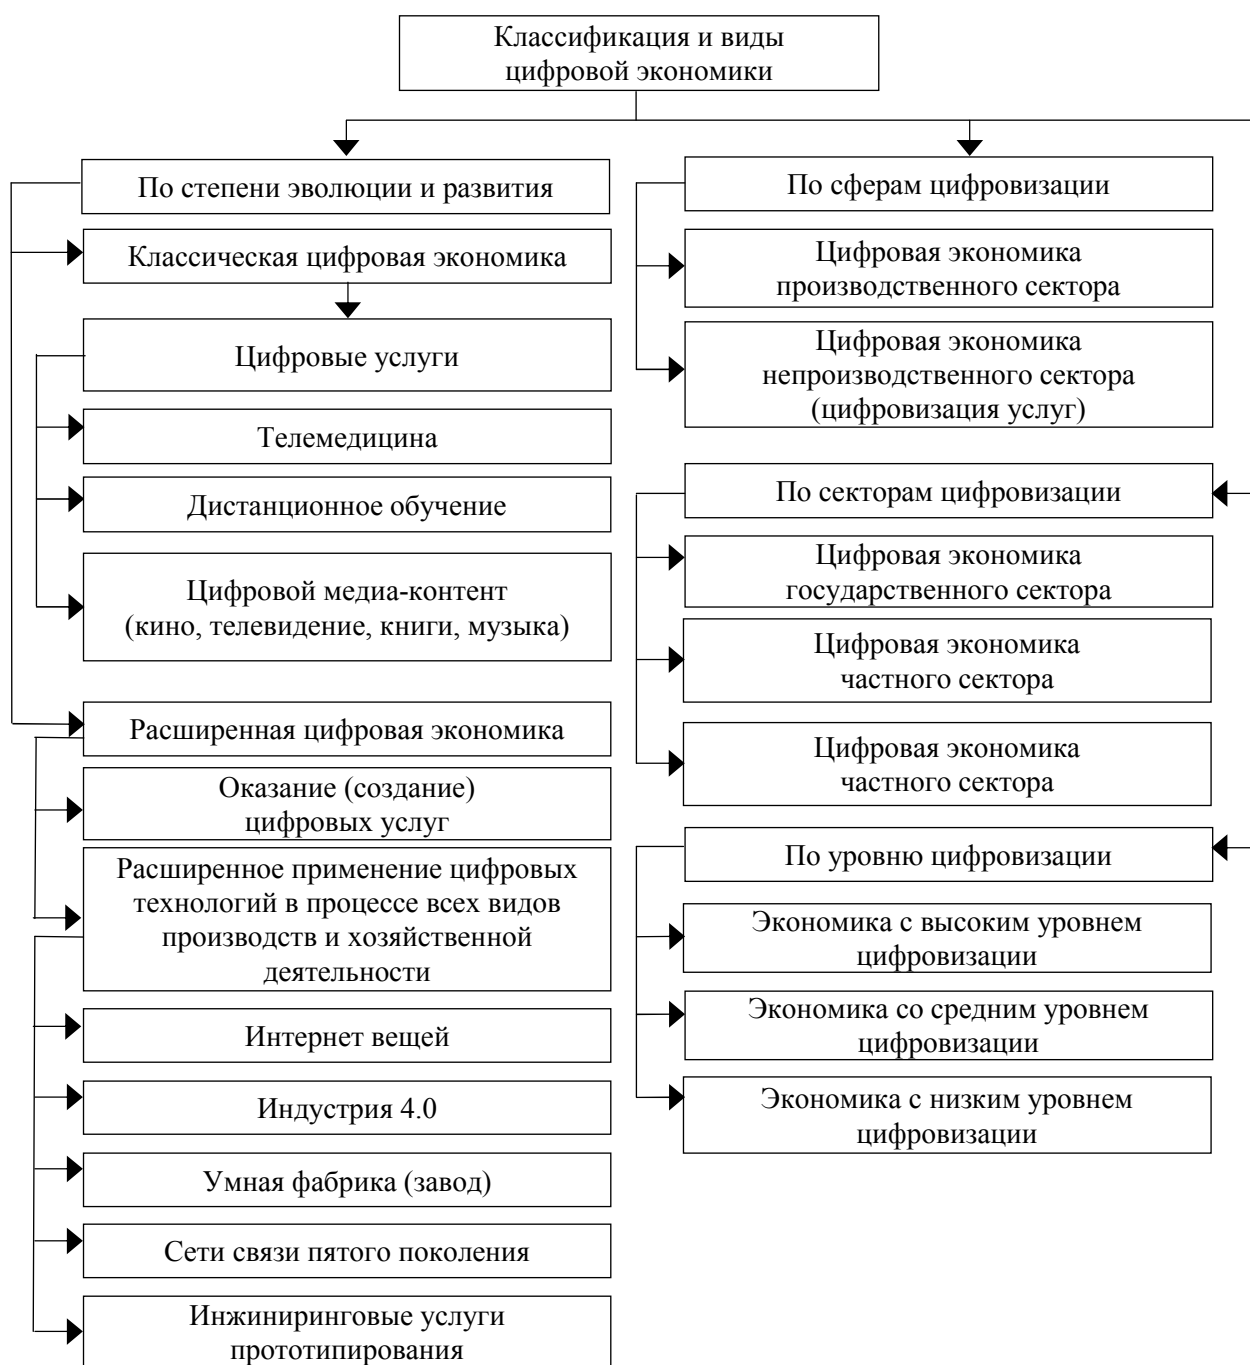 Классификация и виды
цифровой экономики
По степени эволюции и развития
Классическая цифровая экономика
Цифровые услуги
Телемедицина
Дистанционное обучение
Цифровой медиа-контент
(кино, телевидение, книги, музыка)
Расширенная цифровая экономика
Оказание (создание)
цифровых услуг
Расширенное применение цифровых
технологий в процессе всех видов
производств и хозяйственной
деятельности
Интернет вещей
Индустрия 4.0
Умная фабрика (завод)
Сети связи пятого поколения
Инжиниринговые услуги
прототипирования
По сферам цифровизации
Цифровая экономика
производственного сектора
Цифровая экономика
непроизводственного сектора
(цифровизация услуг)
По секторам цифровизации
Цифровая экономика
государственного сектора
Цифровая экономика
частного сектора
Цифровая экономика
частного сектора
По уровню цифровизации
Экономика с высоким уровнем
цифровизации
Экономика со средним уровнем
цифровизации
Экономика с низким уровнем
цифровизации